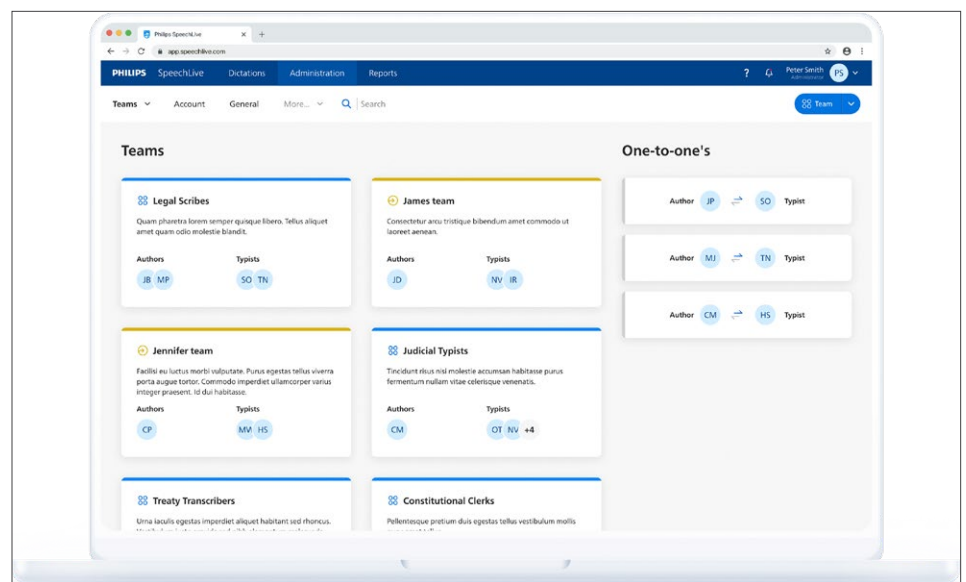 Philips SpeechLive
app.speechlive.com
PHILIPS SpeechLive Dictations Administration Reports ? Peter Smith PS
Administrator
Teams Account General More... Search Team
Teams
Legal Scribes
Quam pharetra lorem semper quisque libero. Tellus aliquet
amet quam odio molestie blandit.
Authors Typists
JB MP SO TN
James team
Consectetur arcu tristique bibendum amet commodo ut
laoreet aenean.
Authors Typists
JD NV IR
Jennifer team
Facilisi eu luctus morbi vulputate. Purus egestas tellus viverra
porta augue tortor. Commodo imperdiet ullamcorper varius
integer praesent. Id dui habitasse.
Authors Typists
CP MW HS
Judicial Typists
Tincidunt risus nisl molestie accumsan habitasse purus
fermentum nullam vitae celerisque venenatis.
Authors Typists
CM OT NV +4
Treaty Transcribers
Urna iaculis egestas imperdiet aliquet habitant sed rhoncus.
Constitutional Clerks
Pellentesque pretium duis egestas tellus vestibulum mollis
One-to-one's
Author JP SO Typist
Author MJ TN Typist
Author CM HS Typist